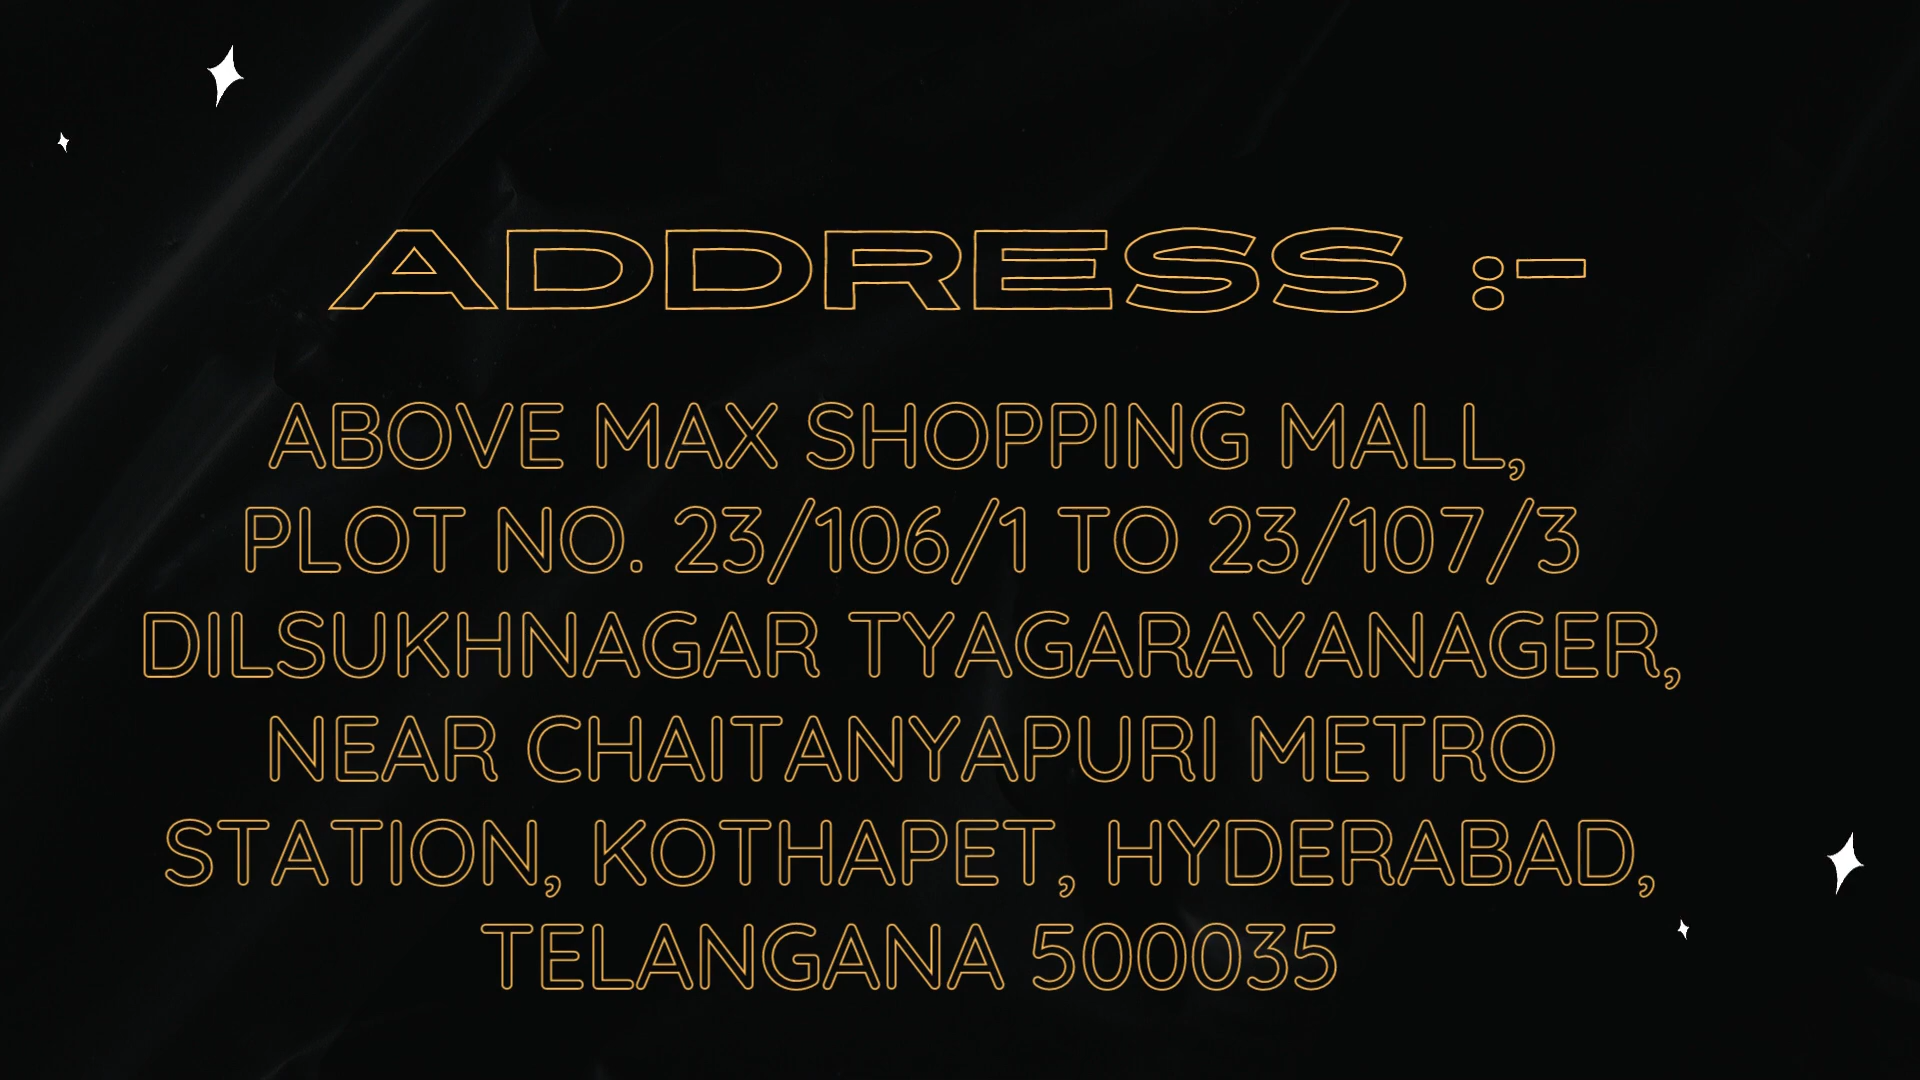 ADDRESS :-
ABOVE MAX SHOPPING MALL,
PLOT NO. 23/106/1 TO 23/107/3
DILSUKHNAGAR TYAGARAYANAGER,
NEAR CHAITANYAPURI METRO
STATION, KOTHAPET, HYDERABAD,
TELANGANA 500035